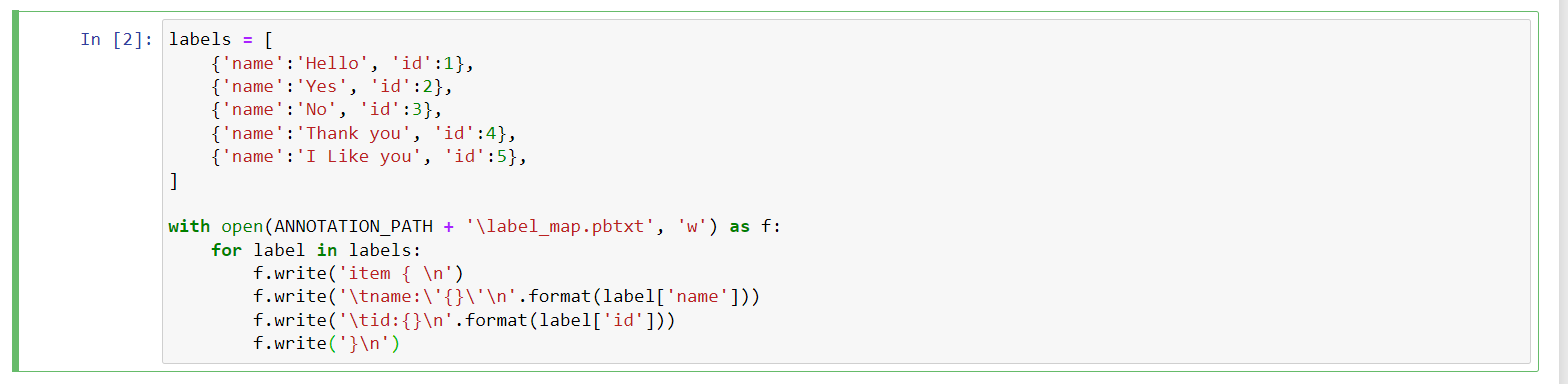 In [2]: labels = [
    {'name':'Hello', 'id':1},
    {'name':'Yes', 'id':2},
    {'name':'No', 'id':3},
    {'name':'Thank you', 'id':4},
    {'name':'I Like you', 'id':5},
]
with open(ANNOTATION_PATH + '\label_map.pbtxt', 'w') as f:
    for label in labels:
        f.write('item { \n')
        f.write('\tname:\'{}\'\n'.format(label['name']))
        f.write('\tid:{}\n'.format(label['id']))
        f.write('}\n')